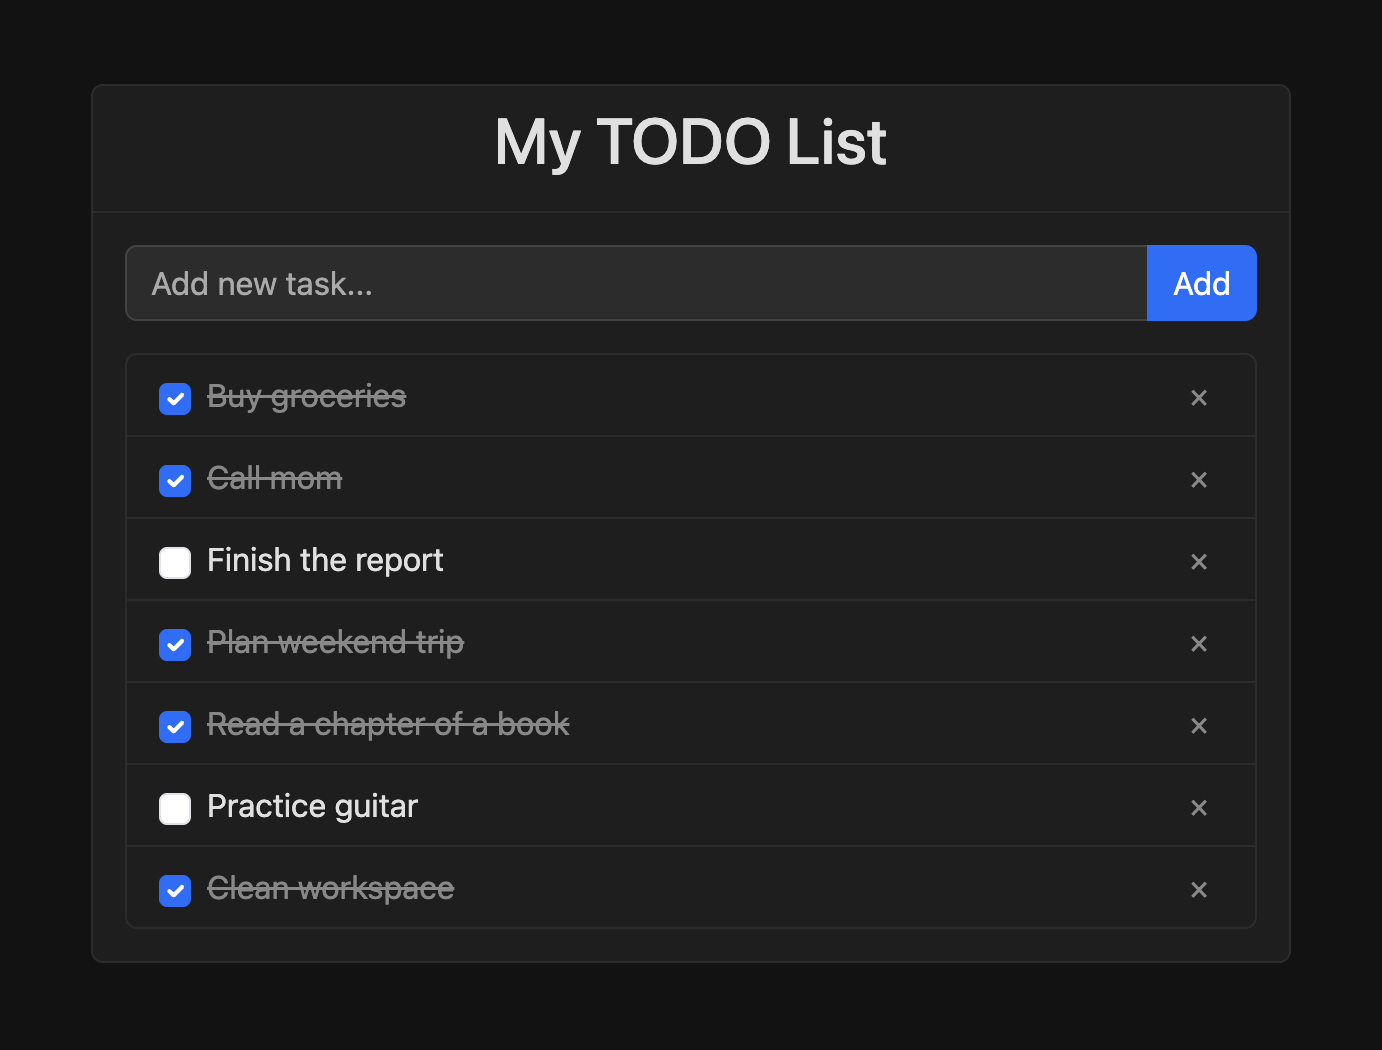 My TODO List
Add new task...
Add
Buy groceries
Call mom
Finish the report
Plan weekend trip
Read a chapter of a book
Practice guitar
Clean workspace